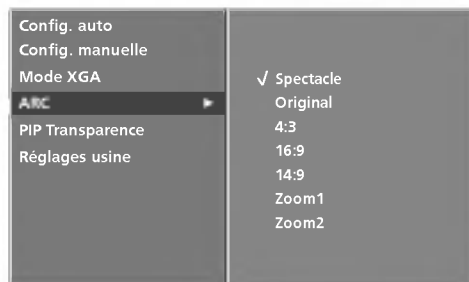 Config. auto
Config. manuelle
Mode XGA
ARC
PIP Transparence
Réglages usine
√ Spectacle
Original
4:3
16:9
14:9
Zoom1
Zoom2